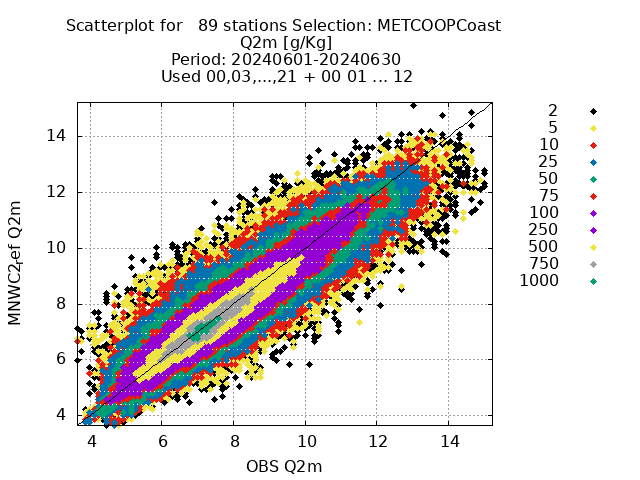 Scatterplot for   89 stations Selection: METCOOPCoast
Q2m [g/Kg]
Period: 20240601-20240630
Used 00,03,...,21 + 00 01 ... 12
MNWC2ref Q2m
14
12
10
8
6
4
4 6 8 10 12 14
OBS Q2m
2
5
10
25
50
75
100
250
500
750
1000